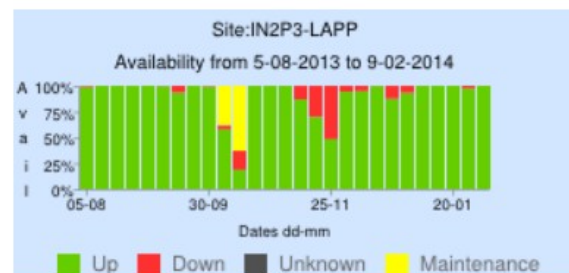 Site:IN2P3-LAPP
Availability from 5-08-2013 to 9-02-2014
A
v
a
i
l
100%
75%
50%
25%
0%
05-08 30-09 25-11 20-01
Dates dd-mm
Up Down Unknown Maintenance